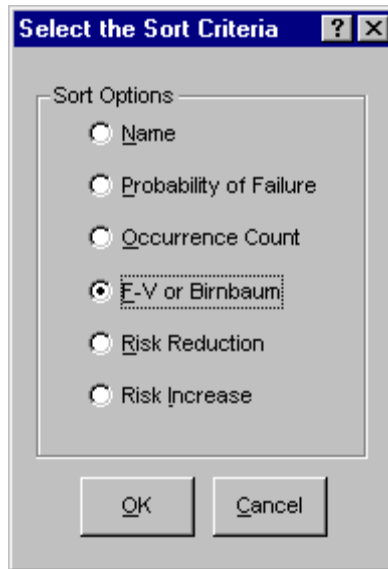 Select the Sort Criteria ? X
Sort Options
Name
Probability of Failure
Occurrence Count
F-V or Birnbaum
Risk Reduction
Risk Increase
OK Cancel